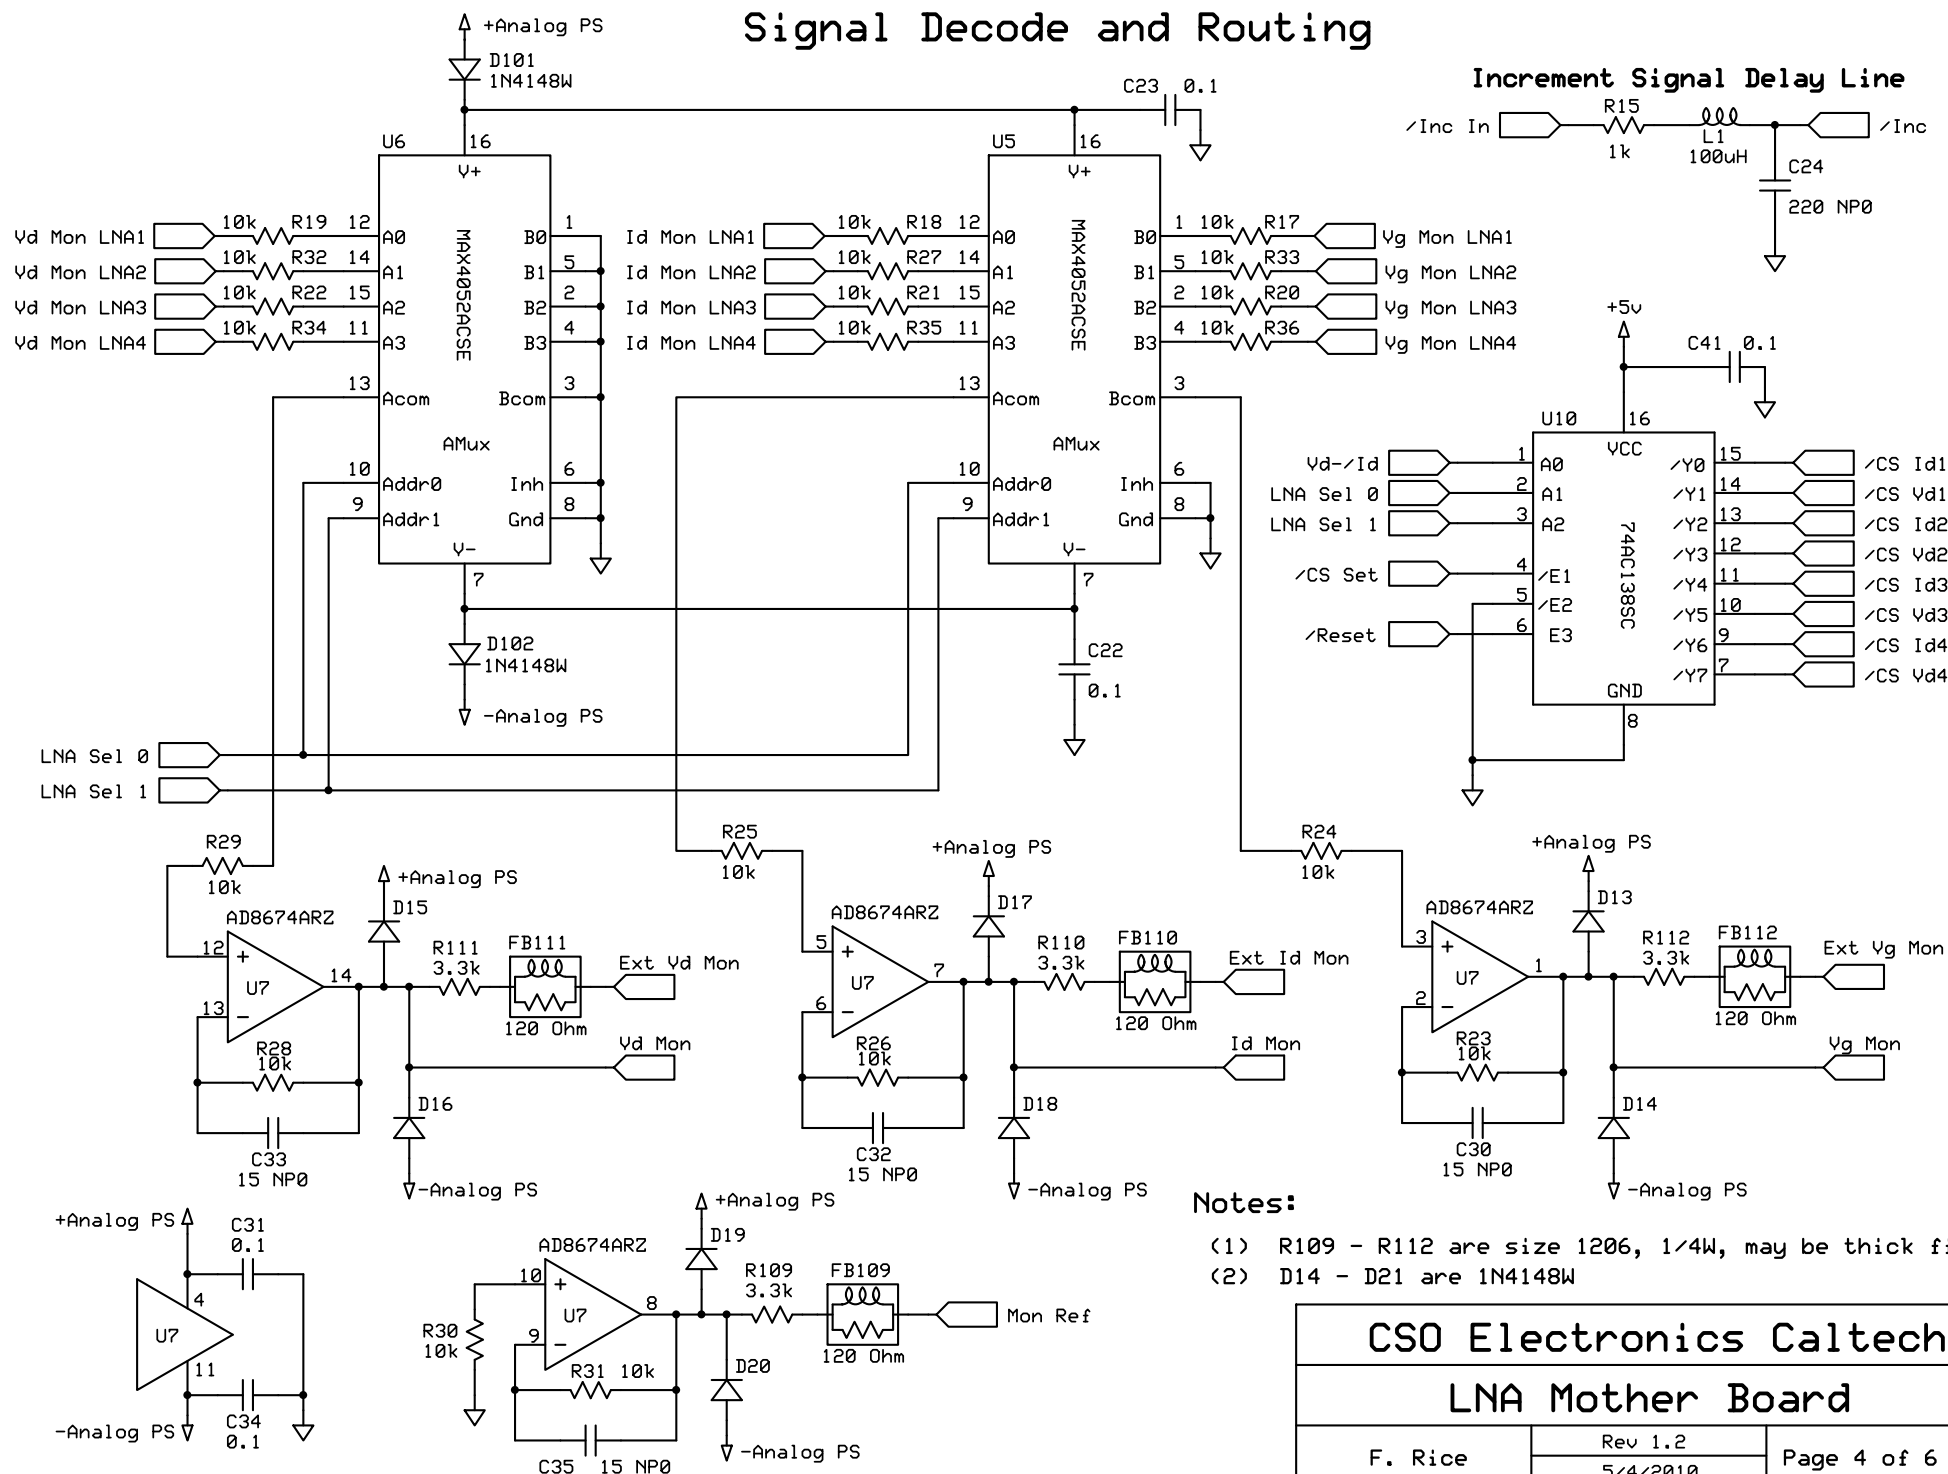 Signal Decode and Routing
+Analog PS
D101
1N4148W
C23 0.1
Increment Signal Delay Line
/Inc In
R15
1k
L1
100uH
/Inc
C24
220 NP0
U6
16
V+
MAX4052ACSE
AMux
Vd Mon LNA1 10k R19 12 A0
Vd Mon LNA2 10k R32 14 A1
Vd Mon LNA3 10k R22 15 A2
Vd Mon LNA4 10k R34 11 A3
13 Acom
10 Addr0
9 Addr1
B0 1
B1 5
B2 2
B3 4
Bcom 3
Inh 6
Gnd 8
V-
7
U5
16
V+
MAX4052ACSE
AMux
Id Mon LNA1 10k R18 12 A0
Id Mon LNA2 10k R27 14 A1
Id Mon LNA3 10k R21 15 A2
Id Mon LNA4 10k R35 11 A3
13 Acom
10 Addr0
9 Addr1
B0 1 10k R17 Vg Mon LNA1
B1 5 10k R33 Vg Mon LNA2
B2 2 10k R20 Vg Mon LNA3
B3 4 10k R36 Vg Mon LNA4
Bcom 3
Inh 6
Gnd 8
V-
7
D102
1N4148W
-Analog PS
C22
0.1
+5v
C41 0.1
U10
16
VCC
74AC138SC
Vd-/Id 1 A0
LNA Sel 0 2 A1
LNA Sel 1 3 A2
/CS Set 4 /E1
5 /E2
/Reset 6 E3
/Y0 15 /CS Id1
/Y1 14 /CS Vd1
/Y2 13 /CS Id2
/Y3 12 /CS Vd2
/Y4 11 /CS Id3
/Y5 10 /CS Vd3
/Y6 9 /CS Id4
/Y7 7 /CS Vd4
GND
8
LNA Sel 0
LNA Sel 1
R29
10k
AD8674ARZ
12 +
13 -
U7
14
+Analog PS
D15
R111
3.3k
FB111
120 Ohm
Ext Vd Mon
Vd Mon
R28
10k
C33
15 NP0
D16
-Analog PS
R25
10k
AD8674ARZ
5 +
6 -
U7
7
+Analog PS
D17
R110
3.3k
FB110
120 Ohm
Ext Id Mon
Id Mon
R26
10k
C32
15 NP0
D18
-Analog PS
R24
10k
AD8674ARZ
3 +
2 -
U7
1
+Analog PS
D13
R112
3.3k
FB112
120 Ohm
Ext Vg Mon
Vg Mon
R23
10k
C30
15 NP0
D14
-Analog PS
+Analog PS
C31
0.1
4
U7
11
C34
0.1
-Analog PS
AD8674ARZ
10 +
9 -
U7
8
R30
10k
R31 10k
C35 15 NP0
+Analog PS
D19
R109
3.3k
FB109
120 Ohm
Mon Ref
D20
-Analog PS
Notes:
(1) R109 - R112 are size 1206, 1/4W, may be thick
(2) D14 - D21 are 1N4148W
CSO Electronics Caltech
LNA Mother Board
F. Rice
Rev 1.2
5/4/2010
Page 4 of 6